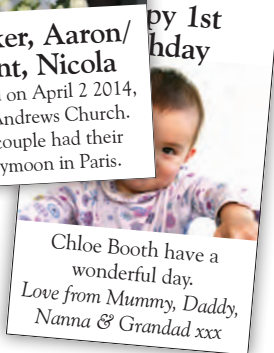 ker, Aaron/
nt, Nicola
on April 2 2014,
Andrews Church.
couple had their
ymoon in Paris.
py 1st
hday
Chloe Booth have a
wonderful day.
Love from Mummy, Daddy,
Nanna & Grandad xxx